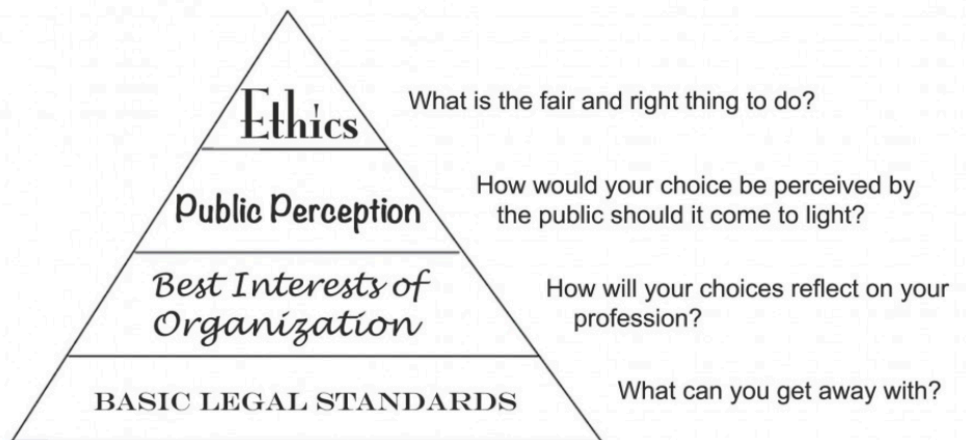 Ethics
What is the fair and right thing to do?
Public Perception
How would your choice be perceived by
the public should it come to light?
Best Interests of
Organization
How will your choices reflect on your
profession?
BASIC LEGAL STANDARDS
What can you get away with?